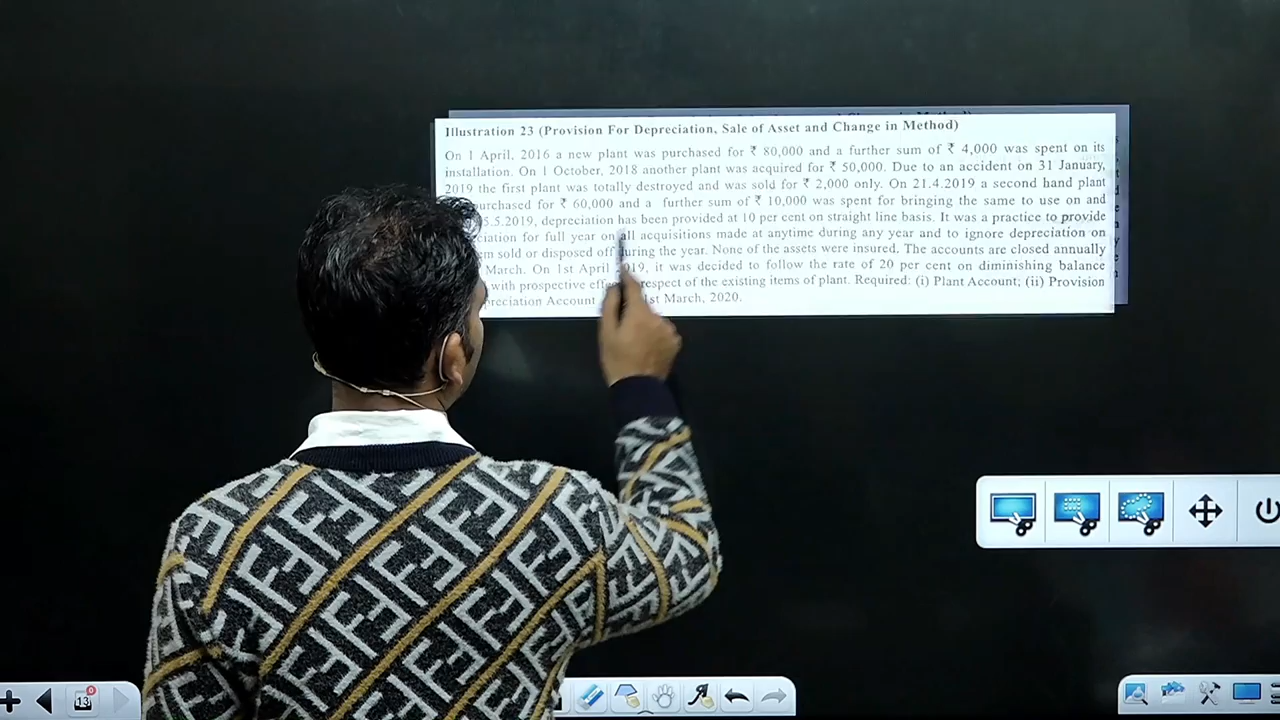 Illustration 23 (Provision For Depreciation, Sale of Asset and Change in Method)
On 1 April, 2016 a new plant was purchased for ₹ 80,000 and a further sum of ₹ 4,000 was spent on its
installation. On 1 October, 2018 another plant was acquired for ₹ 50,000. Due to an accident on 31 January,
2019 the first plant was totally destroyed and was sold for ₹ 2,000 only. On 21.4.2019 a second hand plant
purchased for ₹ 60,000 and a further sum of ₹ 10,000 was spent for bringing the same to use on and
5.2019, depreciation has been provided at 10 per cent on straight line basis. It was a practice to provide
for full year on all acquisitions made at anytime during any year and to ignore depreciation on
sold or disposed off during the year. None of the assets were insured. The accounts are closed annually
March. On 1st April 2019, it was decided to follow the rate of 20 per cent on diminishing balance
with prospective respect of the existing items of plant. Required: (i) Plant Account; (ii) Provision
Account March, 2020.
13
0